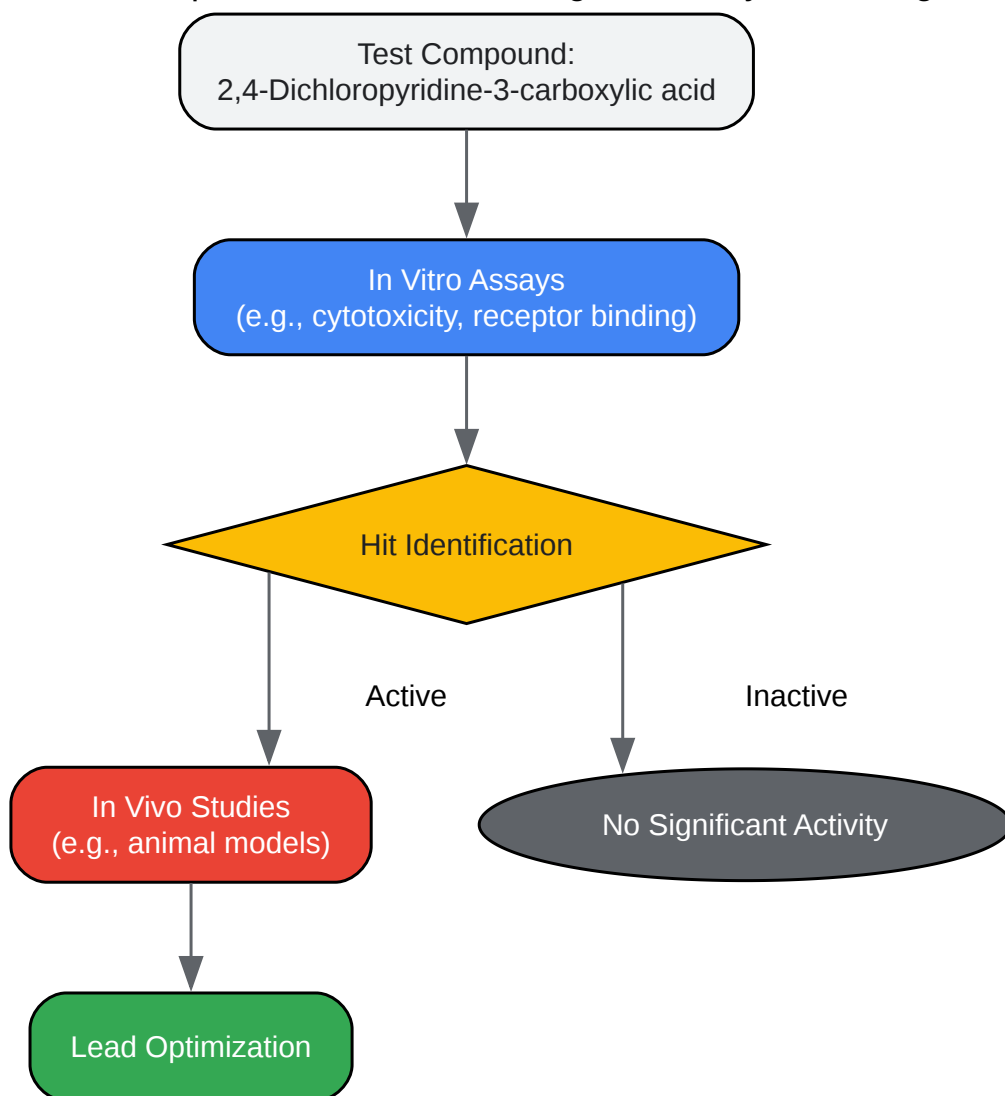 Test Compound:
2,4-Dichloropyridine-3-carboxylic acid
In Vitro Assays
(e.g., cytotoxicity, receptor binding)
Hit Identification
Active
Inactive
In Vivo Studies
(e.g., animal models)
No Significant Activity
Lead Optimization